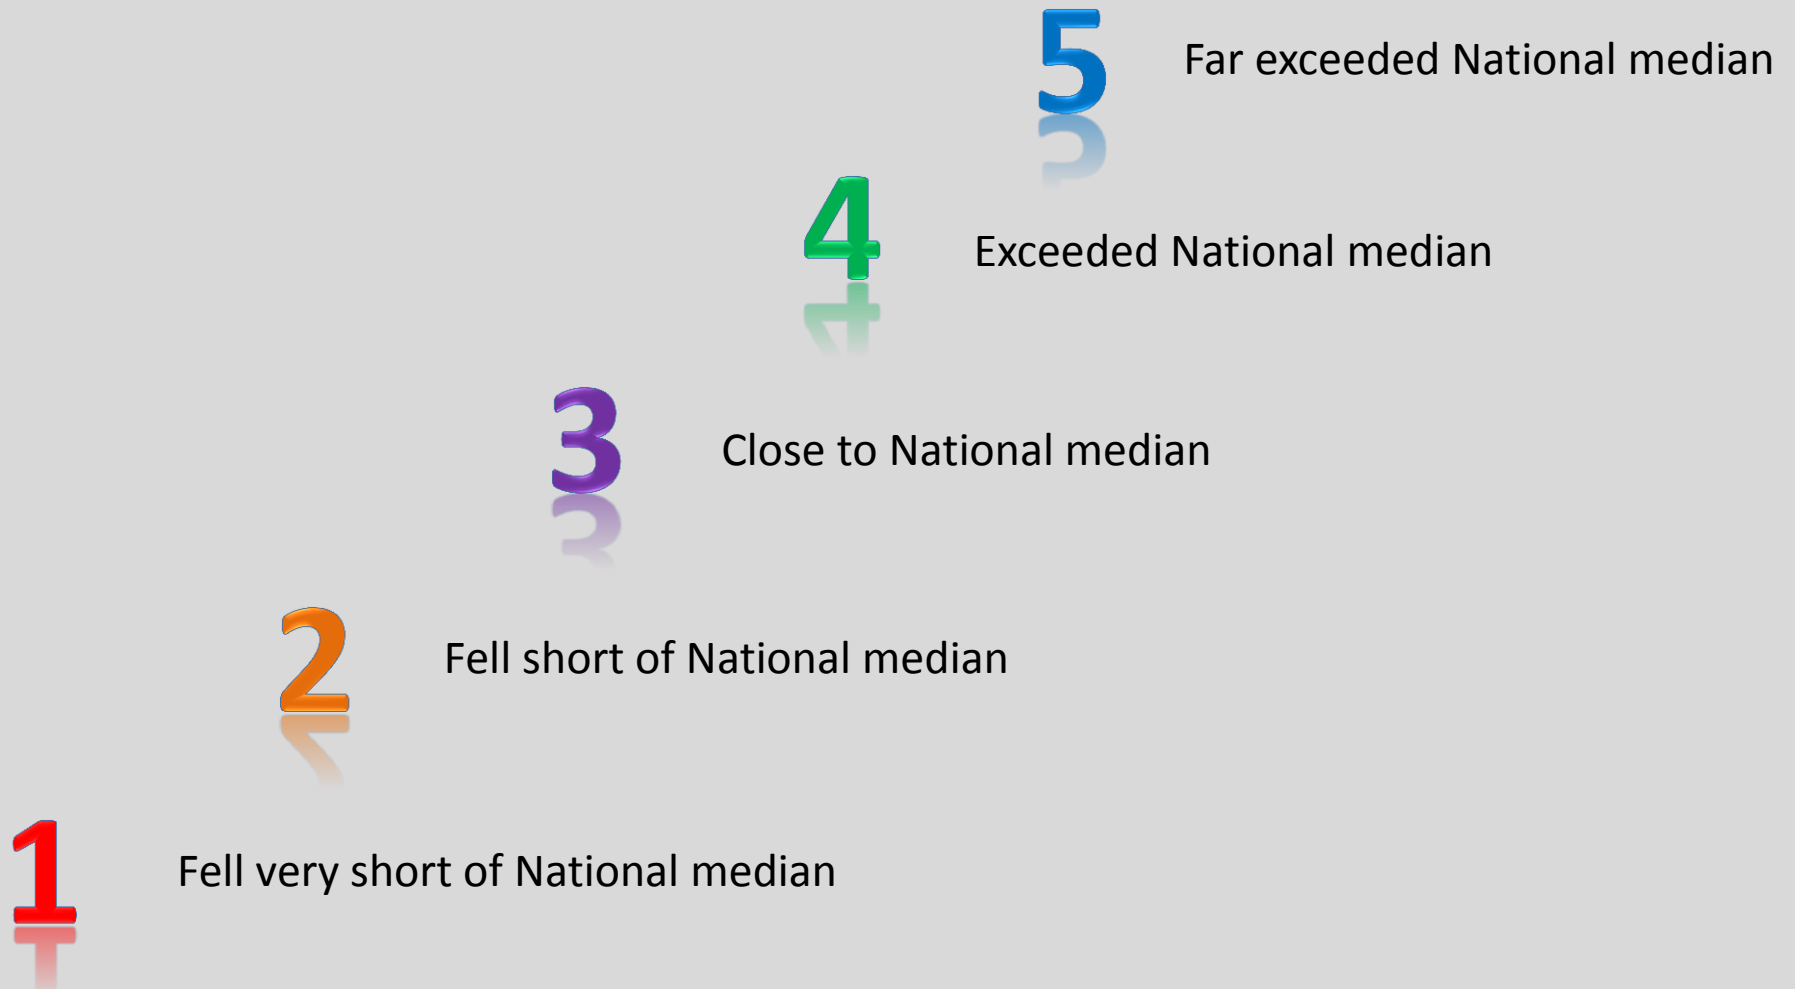 5 Far exceeded National median
4 Exceeded National median
3 Close to National median
2 Fell short of National median
1 Fell very short of National median